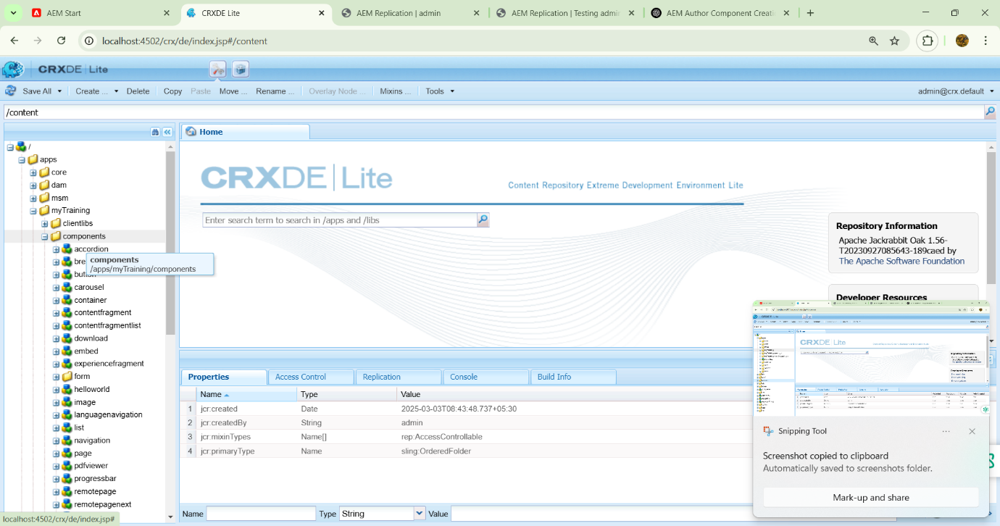 AEM Start
CRXDE Lite
AEM Replication | admin
AEM Replication | Testing admin
AEM Author Component Creati
localhost:4502/crx/de/index.jsp#/content
CRXDE | Lite
Save All
Create ...
Delete
Copy
Paste
Move ...
Rename ...
Overlay Node ...
Mixins ...
Tools
admin@crx.default
/content
Home
/
apps
core
dam
msm
myTraining
clientlibs
components
accordion
bre
button
components
/apps/myTraining/components
carousel
container
contentfragment
contentfragmentlist
download
embed
experiencefragment
form
helloworld
image
languagenavigation
list
navigation
page
pdfviewer
progressbar
remotepage
remotepagenext
localhost:4502/crx/de/index.jsp#
CRXDE | Lite
Content Repository Extreme Development Environment Lite
Enter search term to search in /apps and /libs
Repository Information
Apache Jackrabbit Oak 1.56-
T20230927085643-189caed by
The Apache Software Foundation
Developer Resources
Properties
Access Control
Replication
Console
Build Info
Name Type Value
1 jcr:created Date 2025-03-03T08:43:48.737+05:30
2 jcr:createdBy String admin
3 jcr:mixinTypes Name[] rep:AccessControllable
4 jcr:primaryType Name sling:OrderedFolder
Name Type String Value
CRXDE Lite
Snipping Tool
Screenshot copied to clipboard
Automatically saved to screenshots folder.
Mark-up and share